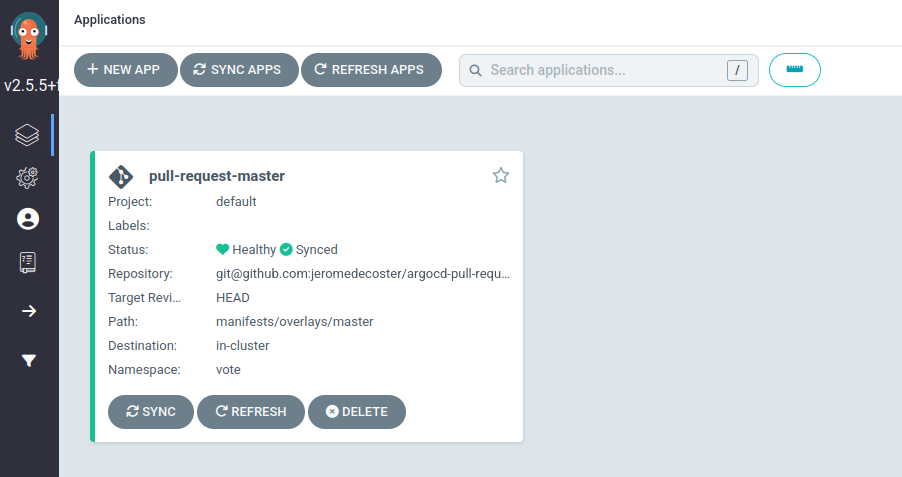 Applications
NEW APP SYNC APPS REFRESH APPS Search applications... /
v2.5.5+
pull-request-master
Project: default
Labels:
Status: Healthy Synced
Repository: git@github.com:jeromedecoster/argocd-pull-requ...
Target Revi... HEAD
Path: manifests/overlays/master
Destination: in-cluster
Namespace: vote
SYNC REFRESH DELETE